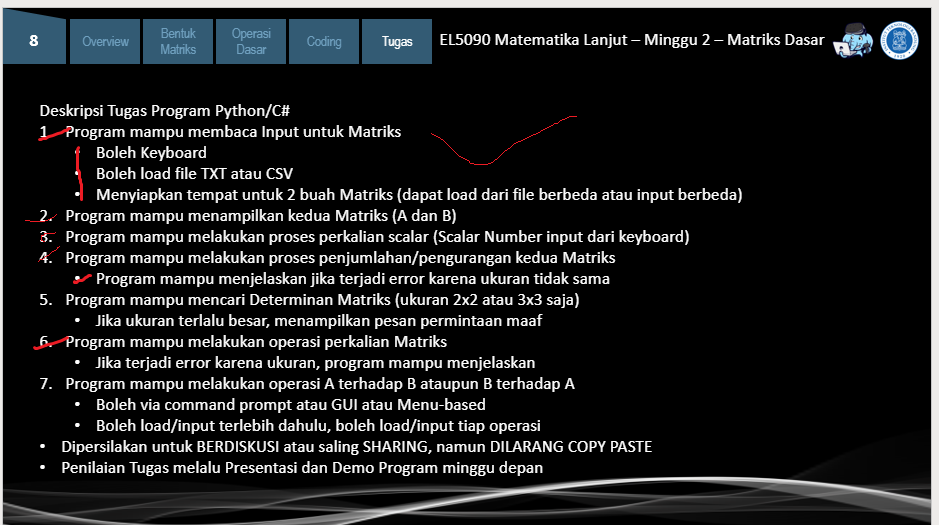 8
Overview
Bentuk
Matriks
Operasi
Dasar
Coding
Tugas
EL5090 Matematika Lanjut – Minggu 2 – Matriks Dasar
Deskripsi Tugas Program Python/C#
1. Program mampu membaca Input untuk Matriks
• Boleh Keyboard
• Boleh load file TXT atau CSV
• Menyiapkan tempat untuk 2 buah Matriks (dapat load dari file berbeda atau input berbeda)
2. Program mampu menampilkan kedua Matriks (A dan B)
3. Program mampu melakukan proses perkalian scalar (Scalar Number input dari keyboard)
4. Program mampu melakukan proses penjumlahan/pengurangan kedua Matriks
• Program mampu menjelaskan jika terjadi error karena ukuran tidak sama
5. Program mampu mencari Determinan Matriks (ukuran 2x2 atau 3x3 saja)
• Jika ukuran terlalu besar, menampilkan pesan permintaan maaf
6. Program mampu melakukan operasi perkalian Matriks
• Jika terjadi error karena ukuran, program mampu menjelaskan
7. Program mampu melakukan operasi A terhadap B ataupun B terhadap A
• Boleh via command prompt atau GUI atau Menu-based
• Boleh load/input terlebih dahulu, boleh load/input tiap operasi
• Dipersilakan untuk BERDISKUSI atau saling SHARING, namun DILARANG COPY PASTE
• Penilaian Tugas melalu Presentasi dan Demo Program minggu depan